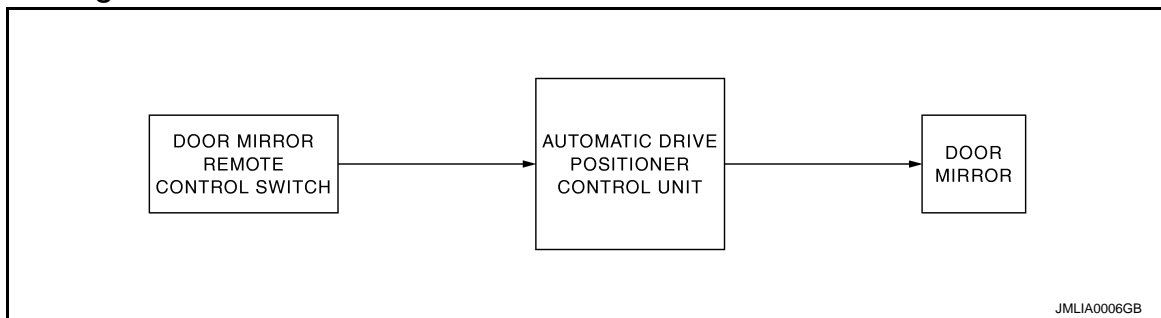 DOOR MIRROR
REMOTE
CONTROL SWITCH
AUTOMATIC DRIVE
POSITIONER
CONTROL UNIT
DOOR
MIRROR
JMLIA0006GB